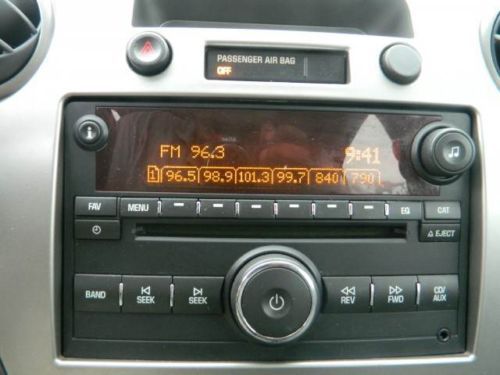 PASSENGER AIR BAG
OFF
FM 96.3 9:41
1 96.5 98.9 101.3 99.7 840 790
FAV MENU EQ CAT
EJECT
BAND SEEK SEEK REV FWD CD/
AUX